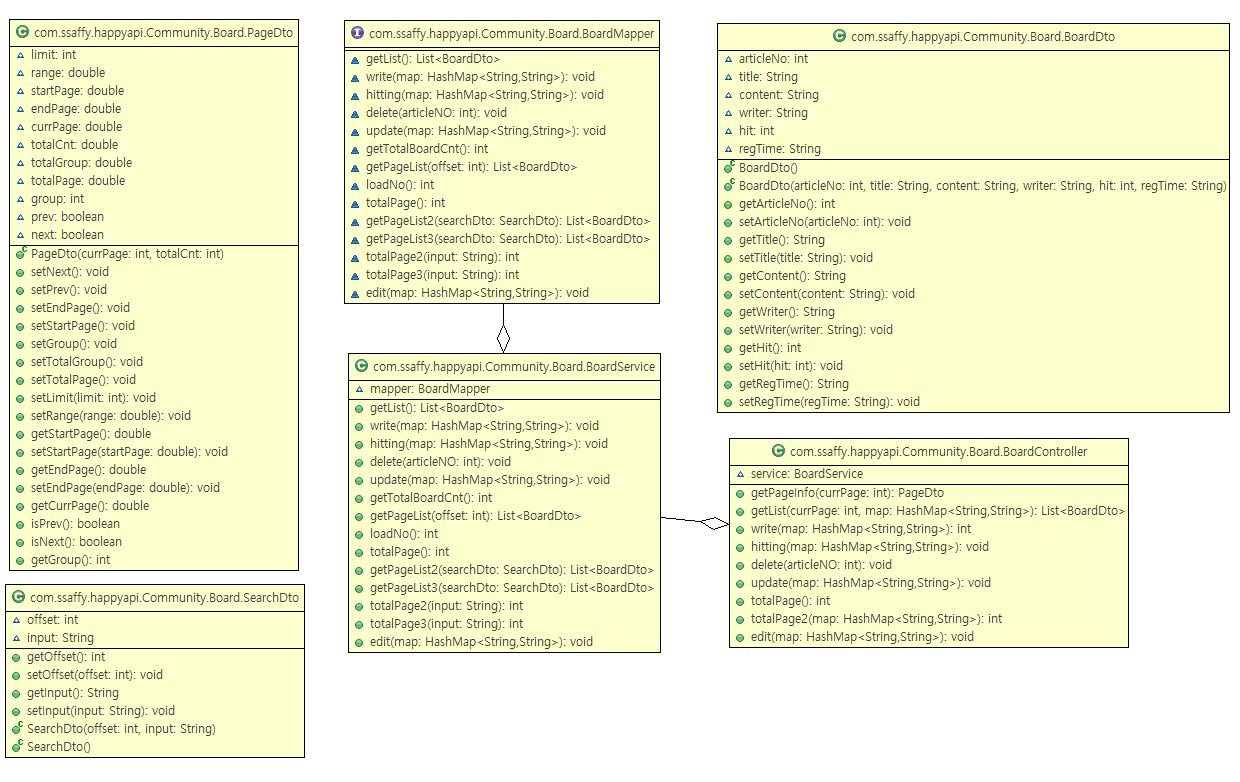 com.ssaffy.happyapi.Community.Board.PageDto
limit: int
range: double
startPage: double
endPage: double
currPage: double
totalCnt: double
totalGroup: double
totalPage: double
group: int
prev: boolean
next: boolean
PageDto(currPage: int, totalCnt: int)
setNext(): void
setPrev(): void
setEndPage(): void
setStartPage(): void
setGroup(): void
setTotalGroup(): void
setTotalPage(): void
setLimit(limit: int): void
setRange(range: double): void
getStartPage(): double
setStartPage(startPage: double): void
getEndPage(): double
setEndPage(endPage: double): void
getCurrPage(): double
isPrev(): boolean
isNext(): boolean
getGroup(): int
com.ssaffy.happyapi.Community.Board.SearchDto
offset: int
input: String
getOffset(): int
setOffset(offset: int): void
getInput(): String
setInput(input: String): void
SearchDto(offset: int, input: String)
SearchDto()
com.ssaffy.happyapi.Community.Board.BoardMapper
getList(): List<BoardDto>
write(map: HashMap<String,String>): void
hitting(map: HashMap<String,String>): void
delete(articleNO: int): void
update(map: HashMap<String,String>): void
getTotalBoardCnt(): int
getPageList(offset: int): List<BoardDto>
loadNo(): int
totalPage(): int
getPageList2(searchDto: SearchDto): List<BoardDto>
getPageList3(searchDto: SearchDto): List<BoardDto>
totalPage2(input: String): int
totalPage3(input: String): int
edit(map: HashMap<String,String>): void
com.ssaffy.happyapi.Community.Board.BoardService
mapper: BoardMapper
getList(): List<BoardDto>
write(map: HashMap<String,String>): void
hitting(map: HashMap<String,String>): void
delete(articleNO: int): void
update(map: HashMap<String,String>): void
getTotalBoardCnt(): int
getPageList(offset: int): List<BoardDto>
loadNo(): int
totalPage(): int
getPageList2(searchDto: SearchDto): List<BoardDto>
getPageList3(searchDto: SearchDto): List<BoardDto>
totalPage2(input: String): int
totalPage3(input: String): int
edit(map: HashMap<String,String>): void
com.ssaffy.happyapi.Community.Board.BoardDto
articleNo: int
title: String
content: String
writer: String
hit: int
regTime: String
BoardDto()
BoardDto(articleNo: int, title: String, content: String, writer: String, hit: int, regTime: String)
getArticleNo(): int
setArticleNo(articleNo: int): void
getTitle(): String
setTitle(title: String): void
getContent(): String
setContent(content: String): void
getWriter(): String
setWriter(writer: String): void
getHit(): int
setHit(hit: int): void
getRegTime(): String
setRegTime(regTime: String): void
com.ssaffy.happyapi.Community.Board.BoardController
service: BoardService
getPageInfo(currPage: int): PageDto
getList(currPage: int, map: HashMap<String,String>): List<BoardDto>
write(map: HashMap<String,String>): int
hitting(map: HashMap<String,String>): void
delete(articleNO: int): void
update(map: HashMap<String,String>): void
totalPage(): int
totalPage2(map: HashMap<String,String>): int
edit(map: HashMap<String,String>): void